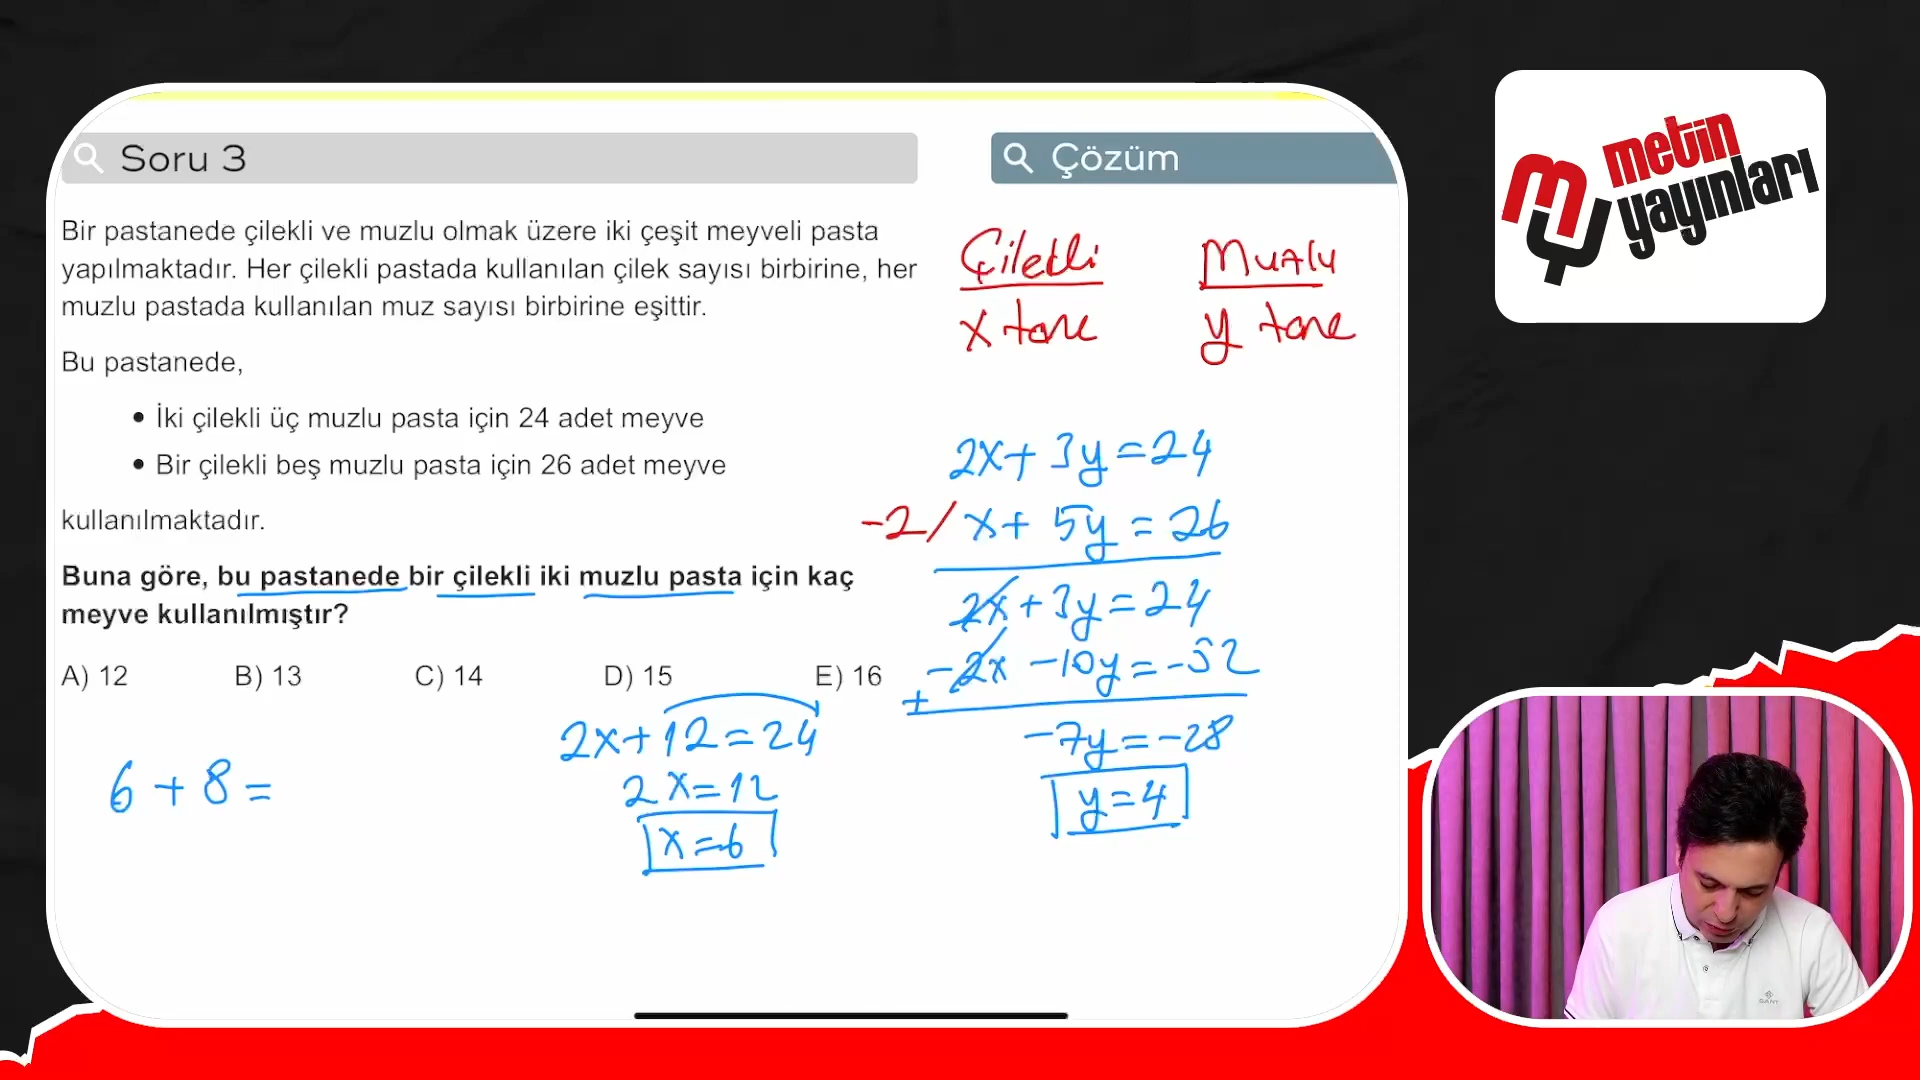 Soru 3
Bir pastanede çilekli ve muzlu olmak üzere iki çeşit meyveli pasta
yapılmaktadır. Her çilekli pastada kullanılan çilek sayısı birbirine, her
muzlu pastada kullanılan muz sayısı birbirine eşittir.
Bu pastanede,
• İki çilekli üç muzlu pasta için 24 adet meyve
• Bir çilekli beş muzlu pasta için 26 adet meyve
kullanılmaktadır.
Buna göre, bu pastanede bir çilekli iki muzlu pasta için kaç
meyve kullanılmıştır?
A) 12 B) 13 C) 14 D) 15 E) 16
6 + 8 =
2x+12=24
2x=12
x=6
Çözüm
Çilekli Muzlu
x tane y tane
2x+3y=24
-2/ x+5y=26
2x+3y=24
-2x-10y=-52
+
-7y=-28
y=4
metin
yayınları
GANT